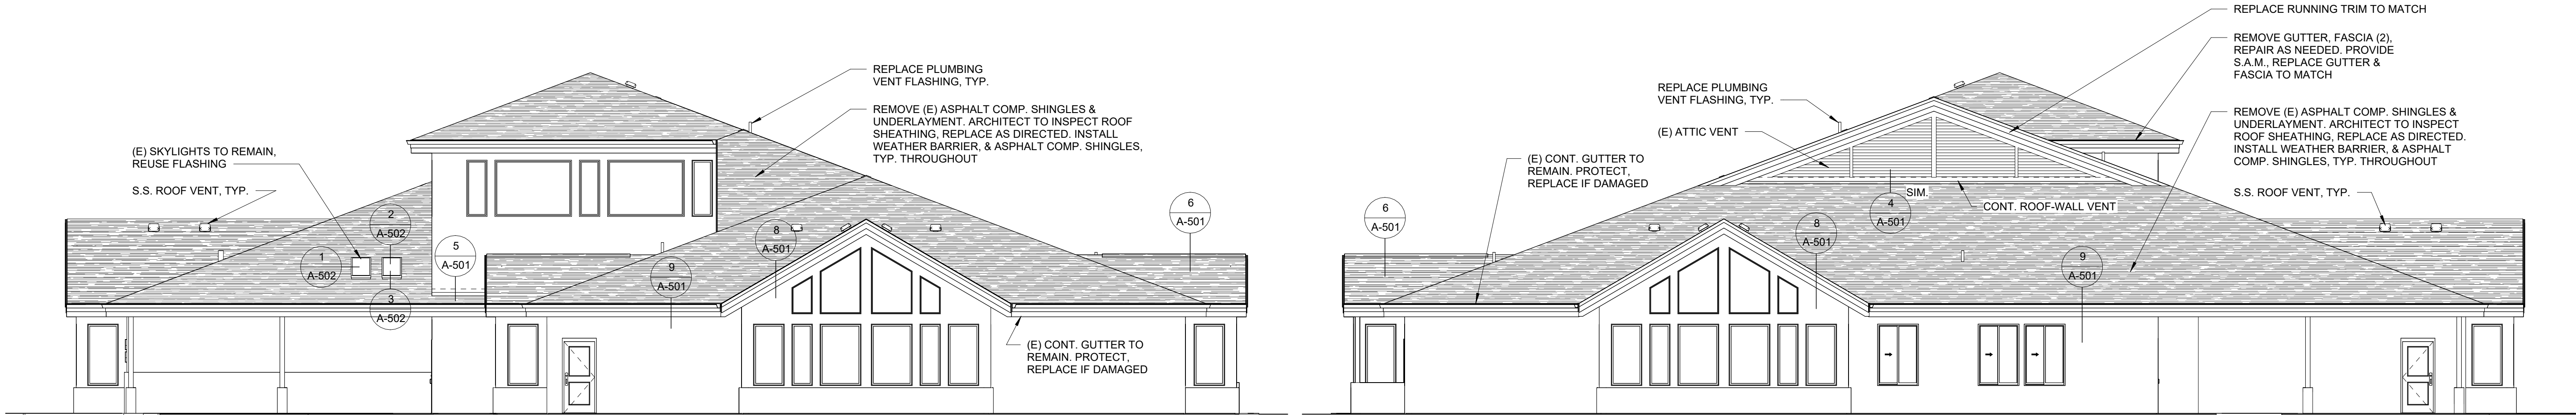 (E) SKYLIGHTS TO REMAIN,
REUSE FLASHING
S.S. ROOF VENT, TYP.
1
A-502
2
A-502
3
A-502
5
A-501
REPLACE PLUMBING
VENT FLASHING, TYP.
REMOVE (E) ASPHALT COMP. SHINGLES &
UNDERLAYMENT. ARCHITECT TO INSPECT ROOF
SHEATHING, REPLACE AS DIRECTED. INSTALL
WEATHER BARRIER, & ASPHALT COMP. SHINGLES,
TYP. THROUGHOUT
9
A-501
8
A-501
6
A-501
(E) CONT. GUTTER TO
REMAIN. PROTECT,
REPLACE IF DAMAGED
6
A-501
(E) CONT. GUTTER TO
REMAIN. PROTECT,
REPLACE IF DAMAGED
REPLACE PLUMBING
VENT FLASHING, TYP.
(E) ATTIC VENT
8
A-501
4
A-501
SIM.
CONT. ROOF-WALL VENT
9
A-501
REPLACE RUNNING TRIM TO MATCH
REMOVE GUTTER, FASCIA (2),
REPAIR AS NEEDED. PROVIDE
S.A.M., REPLACE GUTTER &
FASCIA TO MATCH
REMOVE (E) ASPHALT COMP. SHINGLES &
UNDERLAYMENT. ARCHITECT TO INSPECT
ROOF SHEATHING, REPLACE AS DIRECTED.
INSTALL WEATHER BARRIER, & ASPHALT
COMP. SHINGLES, TYP. THROUGHOUT
S.S. ROOF VENT, TYP.